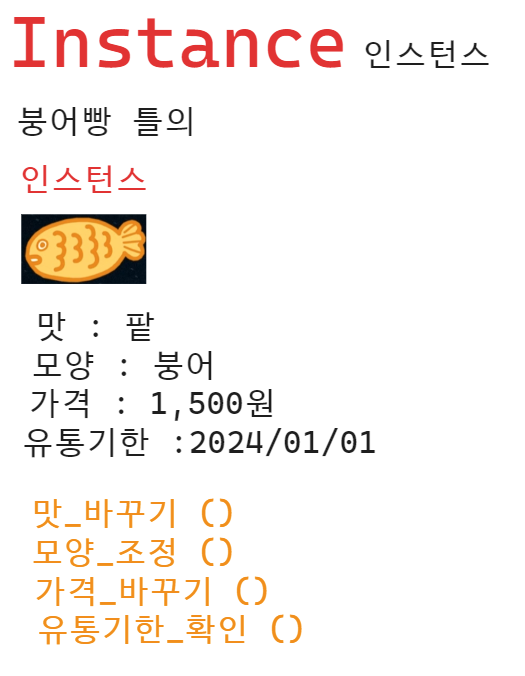 Instance 인스턴스
붕어빵 틀의
인스턴스
맛 : 팥
모양 : 붕어
가격 : 1,500원
유통기한 :2024/01/01
맛_바꾸기 ()
모양_조정 ()
가격_바꾸기 ()
유통기한_확인 ()